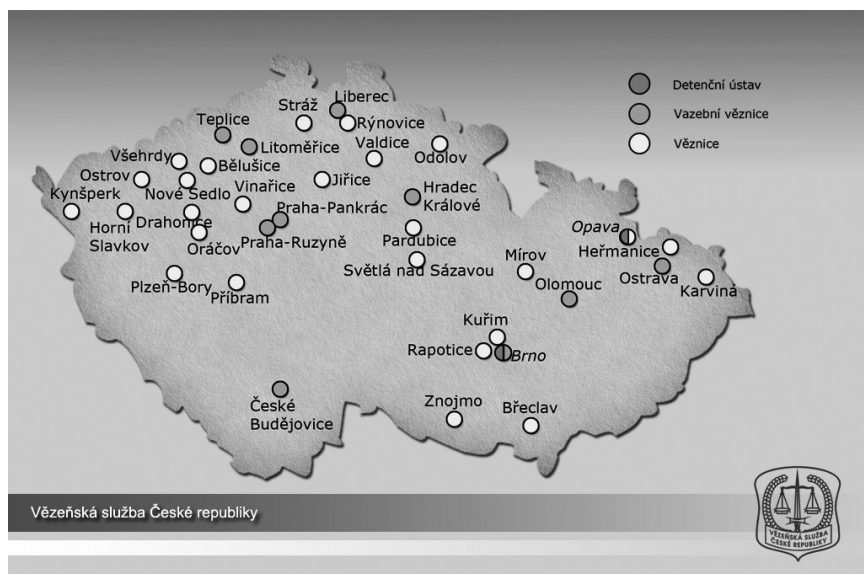 Detenční ústav
Vazební věznice
Věznice
Liberec
Stráž
Rýnovice
Teplice
Litoměřice
Valdice
Odolov
Všehrdy
Bělušice
Ostrov
Nové Sedlo
Vinařice
Jiřice
Kynšperk
Hradec
Králové
Praha-Pankrác
Horní
Slavkov
Drahonice
Oráčov
Praha-Ruzyně
Pardubice
Opava
Heřmanice
Světlá nad Sázavou
Mírov
Ostrava
Karviná
Olomouc
Plzeň-Bory
Příbram
Kuřim
Rapotice
Brno
České
Budějovice
Znojmo
Břeclav
Vězeňská služba České republiky
VĚZEŇSKÁ SLUŽBA
ČESKÉ REPUBLIKY